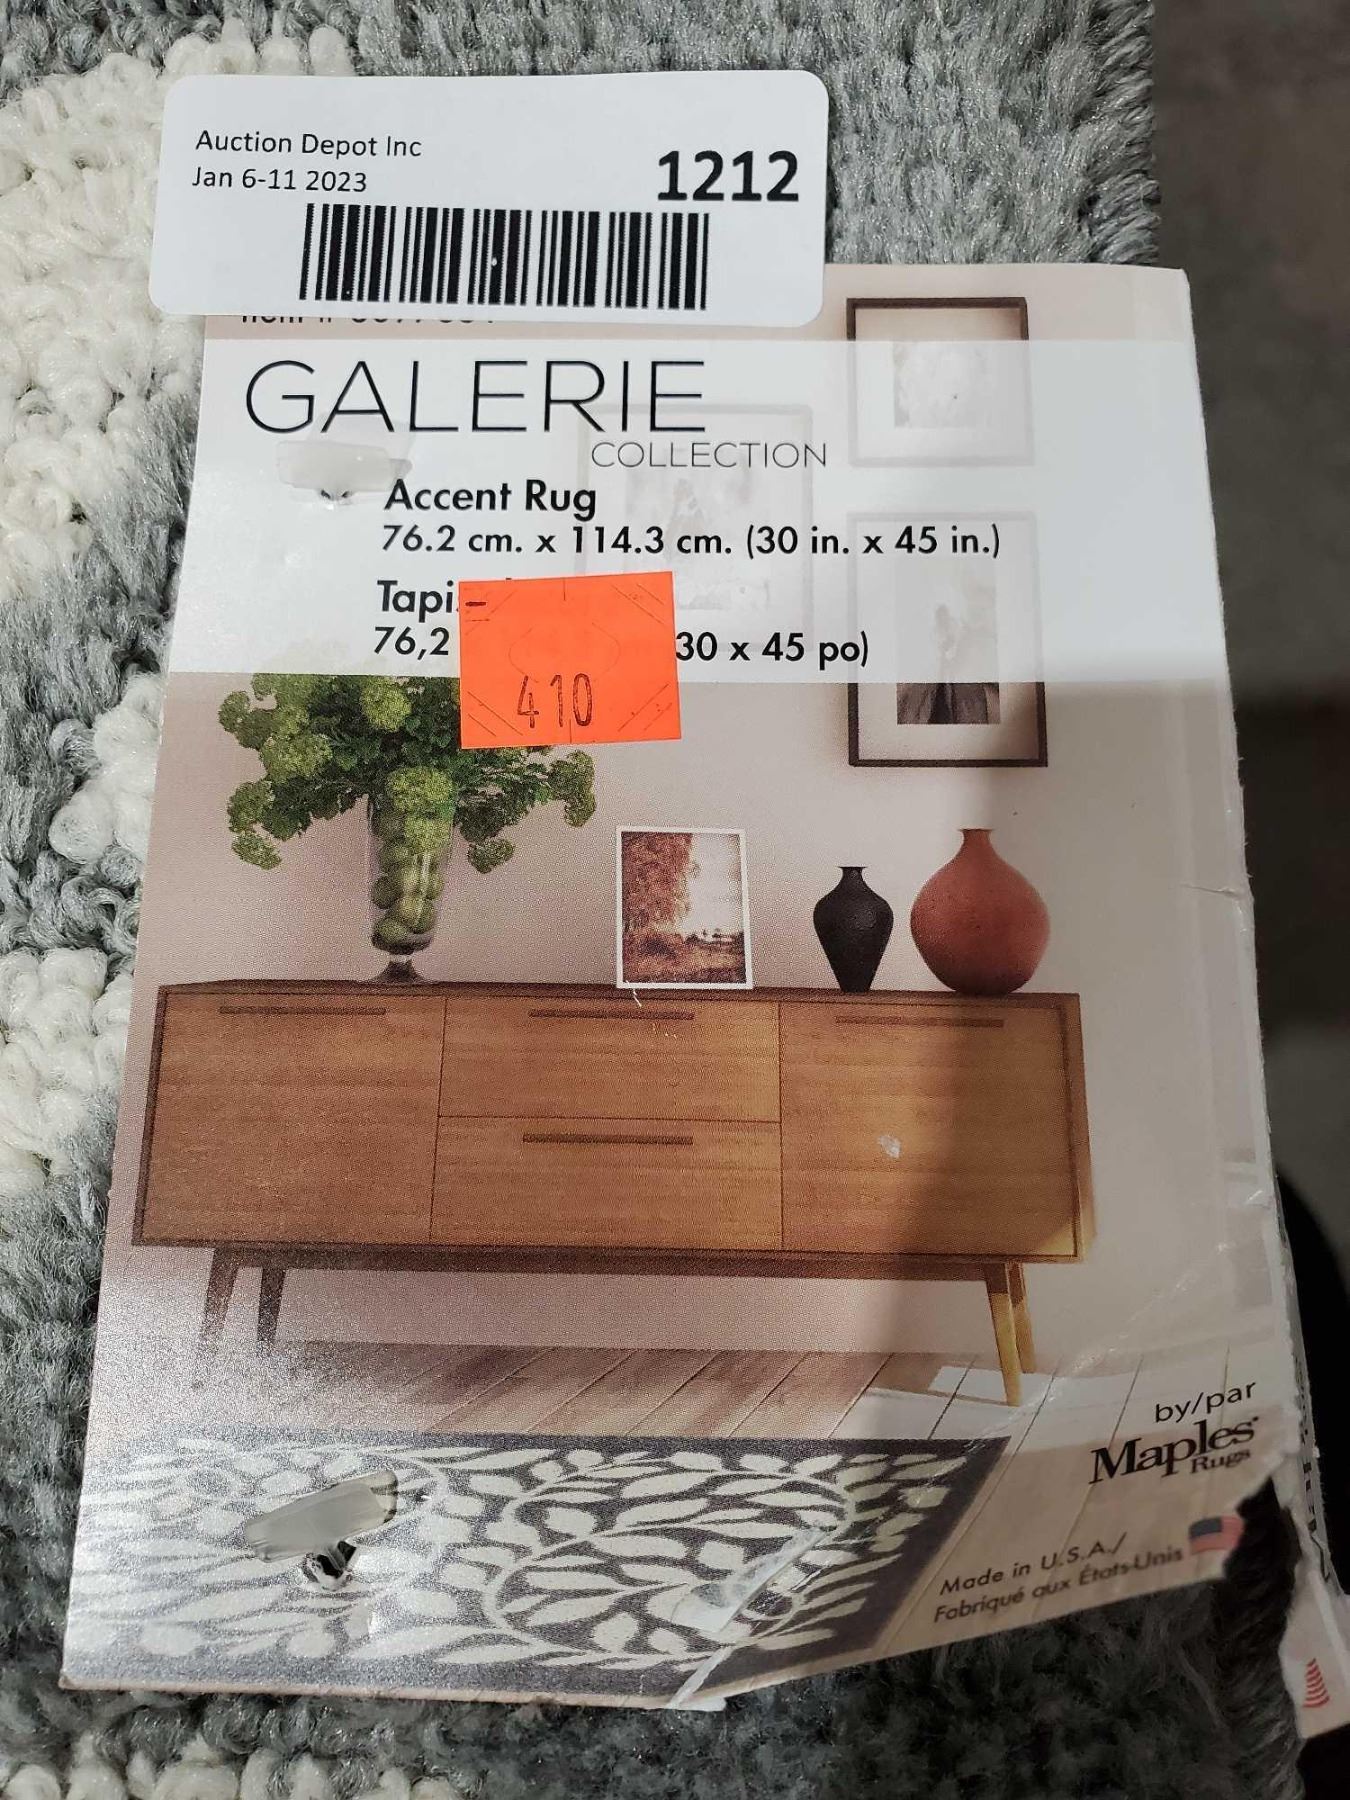 Auction Depot Inc
Jan 6-11 2023
1212
GALERIE
COLLECTION
Accent Rug
76.2 cm. x 114.3 cm. (30 in. x 45 in.)
76,2 30 x 45 po)
410
by/par
Maples
Rugs
Made in U.S.A./
Fabriqué aux États-Unis